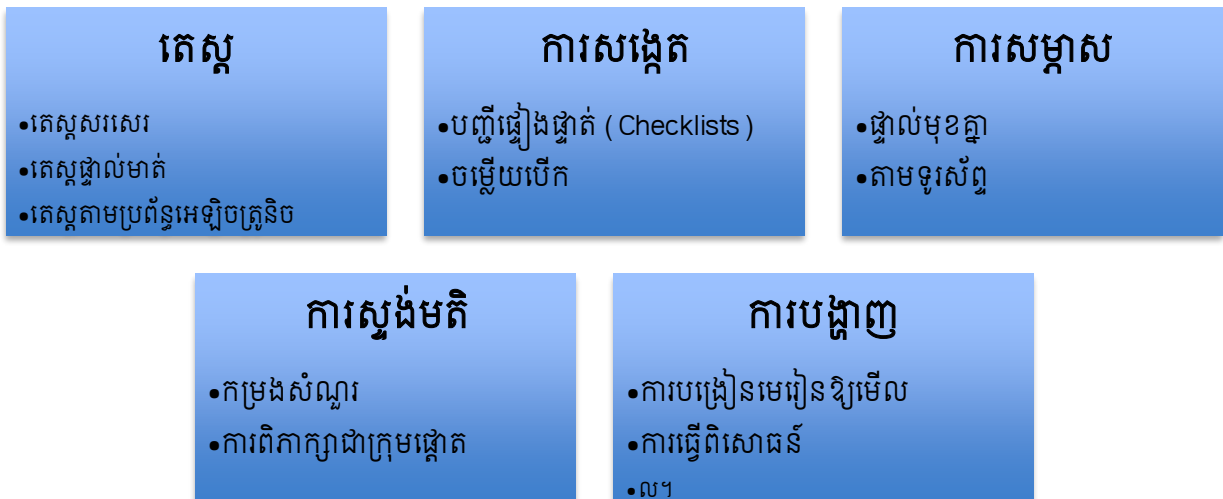 តេស្ត
•តេស្តសរសេរ
•តេស្តផ្ទាល់មាត់
•តេស្តតាមប្រព័ន្ធអេឡិចត្រូនិច
ការសង្កេត
•បញ្ជីផ្ទៀងផ្ទាត់ ( Checklists )
•ចម្លើយបើក
ការសម្ភាស
•ផ្ទាល់មុខគ្នា
•តាមទូរស័ព្ទ
ការស្ទង់មតិ
•កម្រងសំណួរ
•ការពិភាក្សាជាក្រុមផ្តោត
ការបង្ហាញ
•ការបង្រៀនមេរៀនឱ្យមើល
•ការធ្វើពិសោធន៍
•ល។